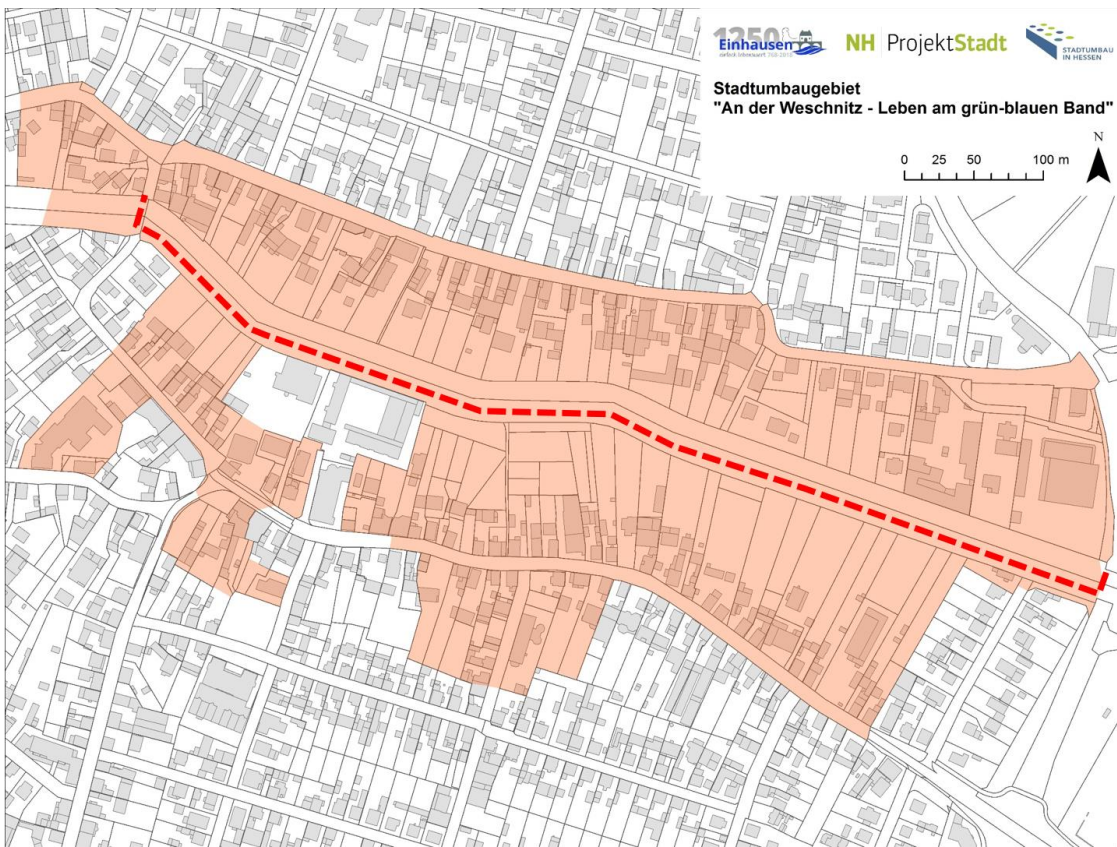 1250
Einhausen
NH ProjektStadt
STADTUMBAU
IN HESSEN
Stadtumbaugebiet
"An der Weschnitz - Leben am grün-blauen Band"
N
0 25 50 100 m